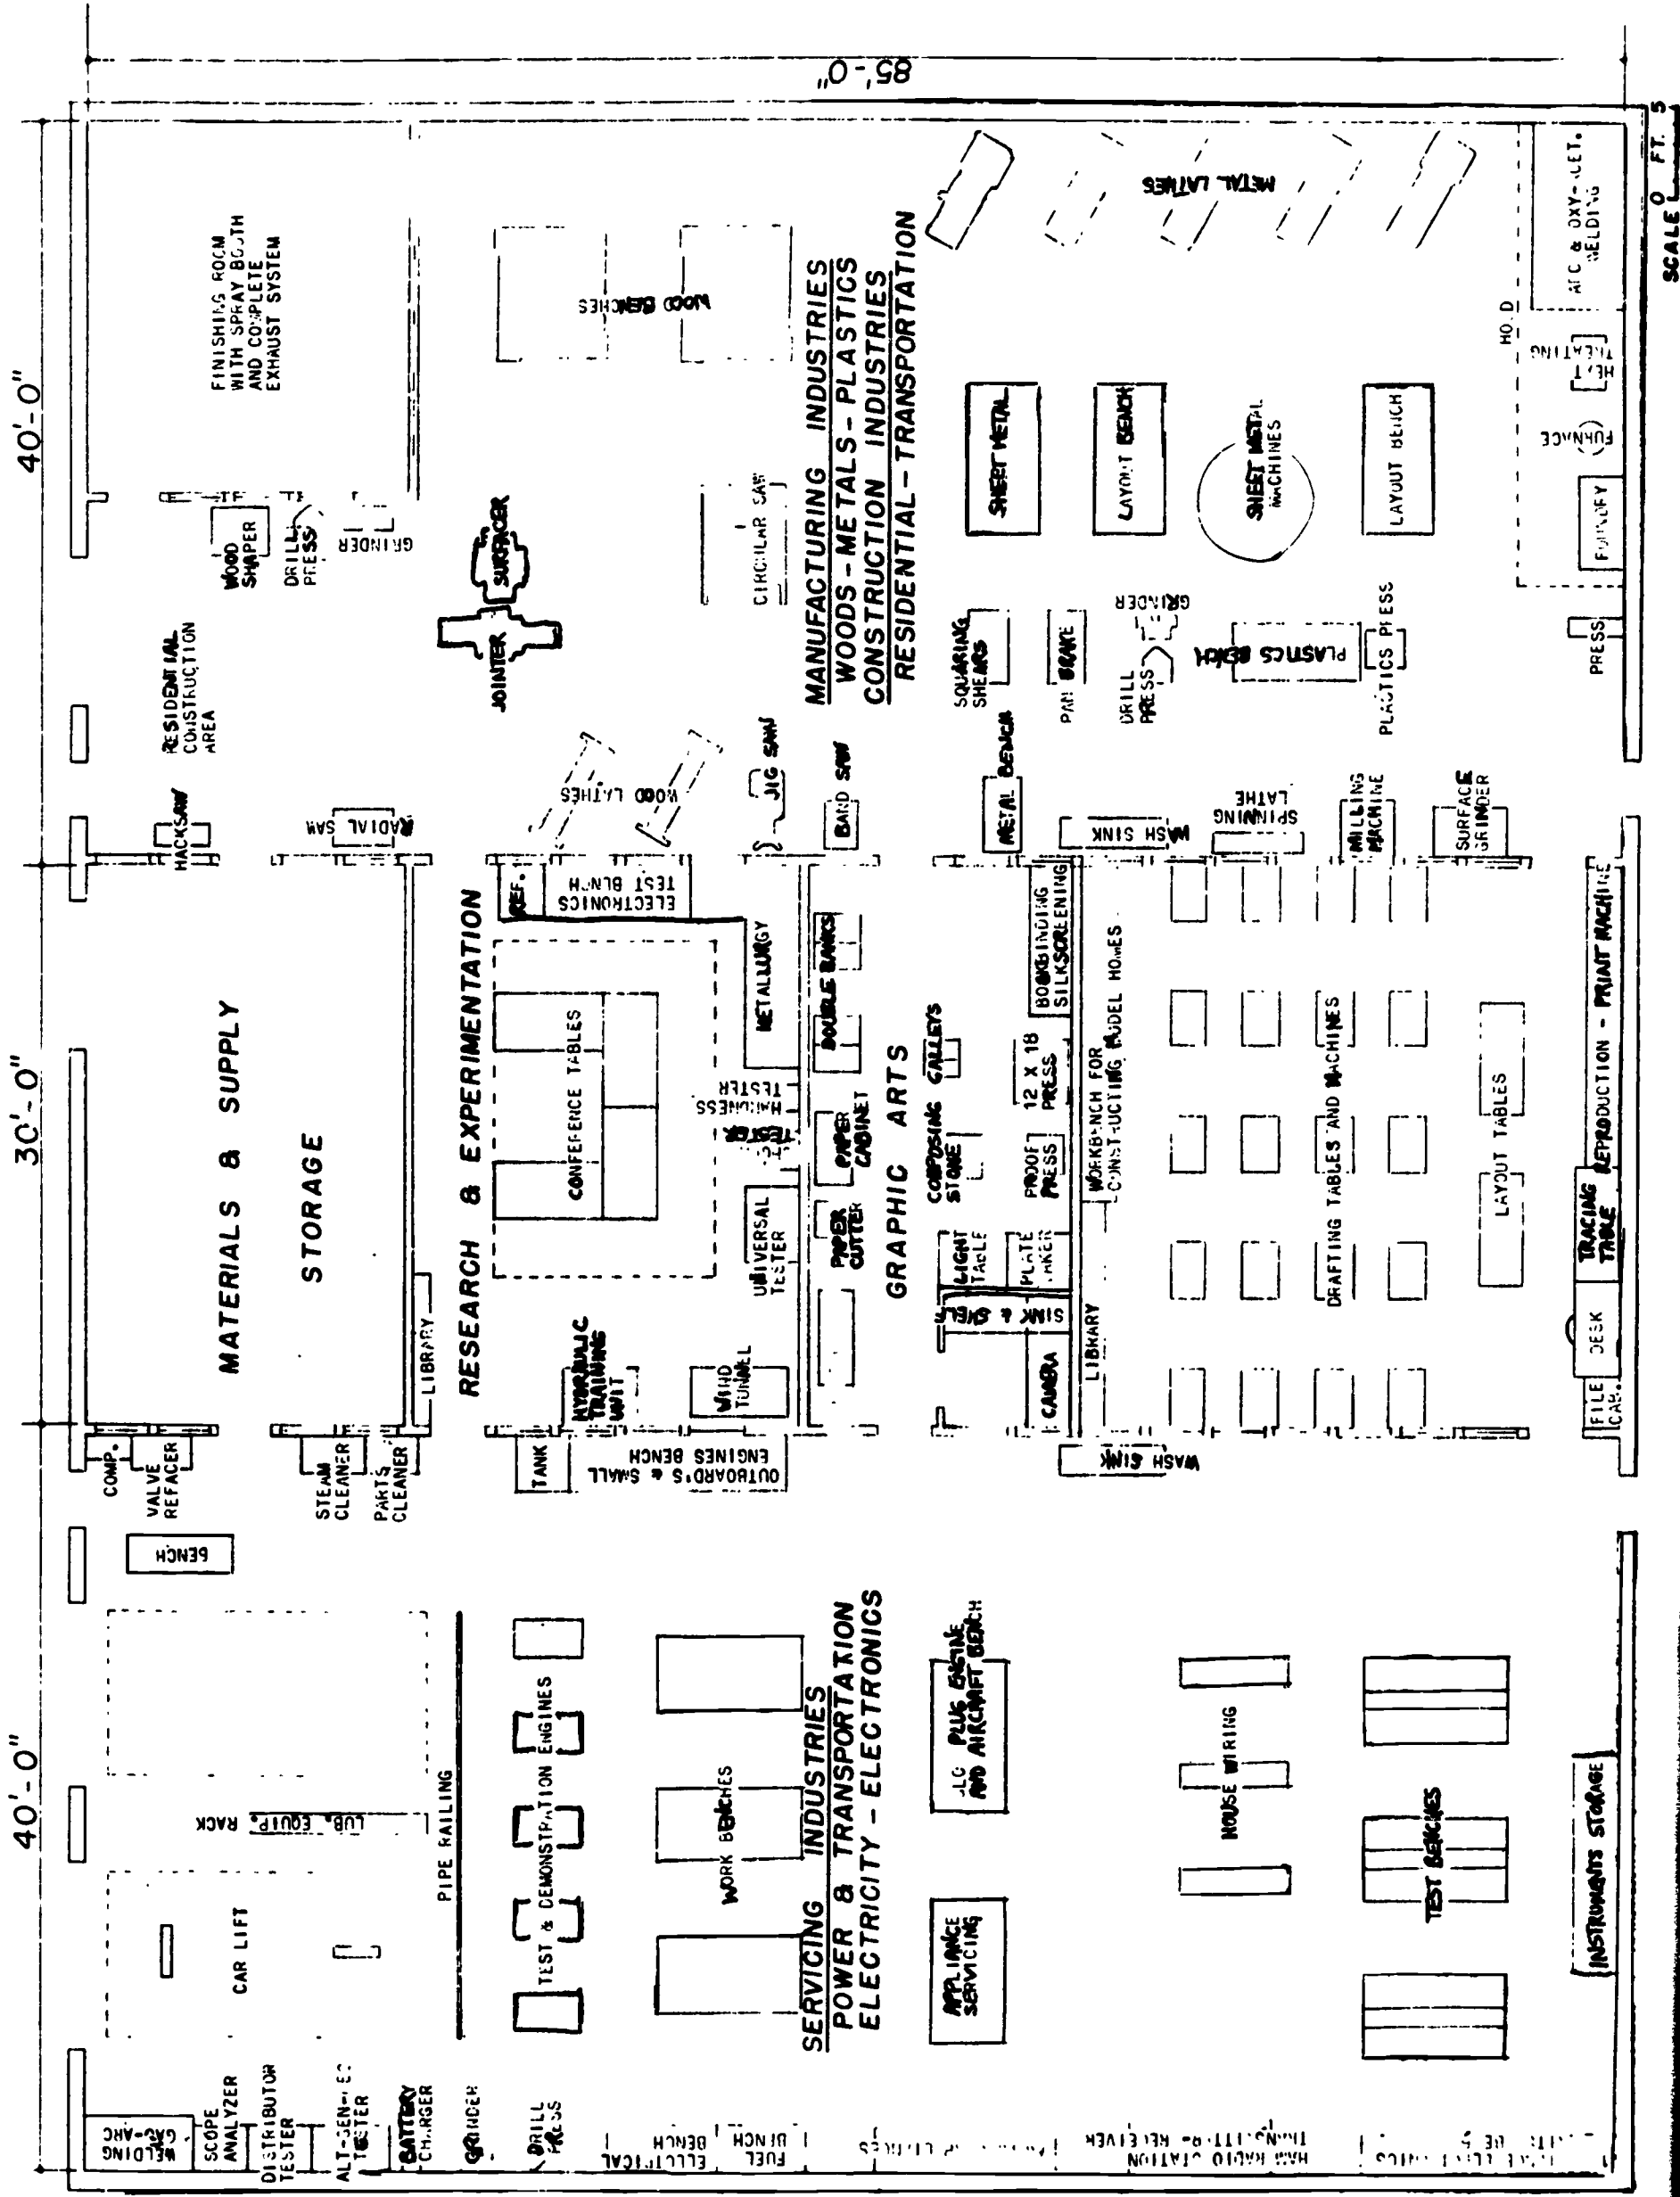 40'-0"
30'-0"
40'-0"
85'-0"
WELDING
GAS-ARC
SCOPE
ANALYZER
DISTRIBUTOR
TESTER
TESTER
BATTERY
CHARGER
GRINDER
DRILL
PRESS
ELECTRICAL
BENCH
FUEL
BENCH
HAM RADIO STATION
TRANSMITTER RECEIVER
CAR LIFT
LUB. EQUIP. RACK
BENCH
PIPE RAILING
TEST & DEMONSTRATION ENGINES
WORK BENCHES
SERVICING INDUSTRIES
POWER & TRANSPORTATION
ELECTRICITY - ELECTRONICS
APPLIANCE
SERVICING
PLUG ENGINE
AND AIRCRAFT BENCH
HOUSE WIRING
TEST BENCHES
INSTRUMENTS STORAGE
COMP.
VALVE
REFACER
STEAM
CLEANER
PARTS
CLEANER
TANK
OUTBOARD'S & SMALL
ENGINES BENCH
WASH SINK
MATERIALS & SUPPLY
STORAGE
LIBRARY
RESEARCH & EXPERIMENTATION
HYDRAULIC
TRAINING
UNIT
WIND
TUNNEL
CONFERENCE TABLES
UNIVERSAL
TESTER
TESTER
HARDNESS
TESTER
METALLURGY
REF.
ELECTRONICS
TEST BENCH
PAPER
CUTTER
PAPER
CABINET
DOUBLE BANKS
GRAPHIC ARTS
COMPOSING
STONE
GALLEYS
LIGHT
TABLE
PLATE
MAKER
PROOF
PRESS
12 X 18
PRESS
BOOKBINDING
SILKSCREENING
CAMERA
SINK &
LIBRARY
WORKBENCH FOR
CONSTRUCTING MODEL HOMES
DRAFTING TABLES AND MACHINES
LAYOUT TABLES
FILE
CAB.
DESK
TRACING
TABLE
REPRODUCTION - PRINT MACHINE
HACKSAW
RESIDENTIAL
CONSTRUCTION
AREA
RADIAL SAW
WOOD
SHAPER
DRILL
PRESS
GRINDER
FINISHING ROOM
WITH SPRAY BOOTH
AND COMPLETE
EXHAUST SYSTEM
JOINTER
SURFACER
WOOD LATHES
JIG SAW
BAND SAW
CIRCULAR SAW
WOOD BENCHES
MANUFACTURING INDUSTRIES
WOODS - METALS - PLASTICS
CONSTRUCTION INDUSTRIES
RESIDENTIAL - TRANSPORTATION
METAL BENCH
WASH SINK
SPINNING
LATHE
MILLING
MACHINE
SURFACE
GRINDER
SQUARING
SHEARS
PAN BRAKE
DRILL
PRESS
GRINDER
PLASTICS BENCH
PLASTICS PRESS
PRESS
SHEET METAL
LAYOUT BENCH
SHEET METAL
MACHINES
LAYOUT BENCH
METAL LATHES
FOUNDRY
FURNACE
HEAT
TREATING
HOOD
ARC & OXY-ACET.
WELDING
SCALE 0 FT. 5